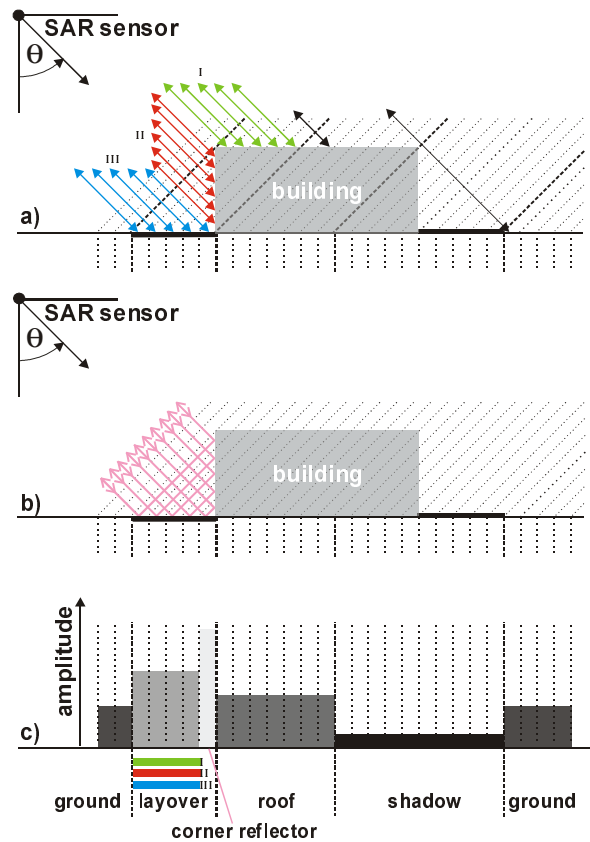 SAR sensor
θ
I
II
III
building
a)
SAR sensor
θ
building
b)
amplitude
c)
I
II
III
ground layover roof shadow ground
corner reflector